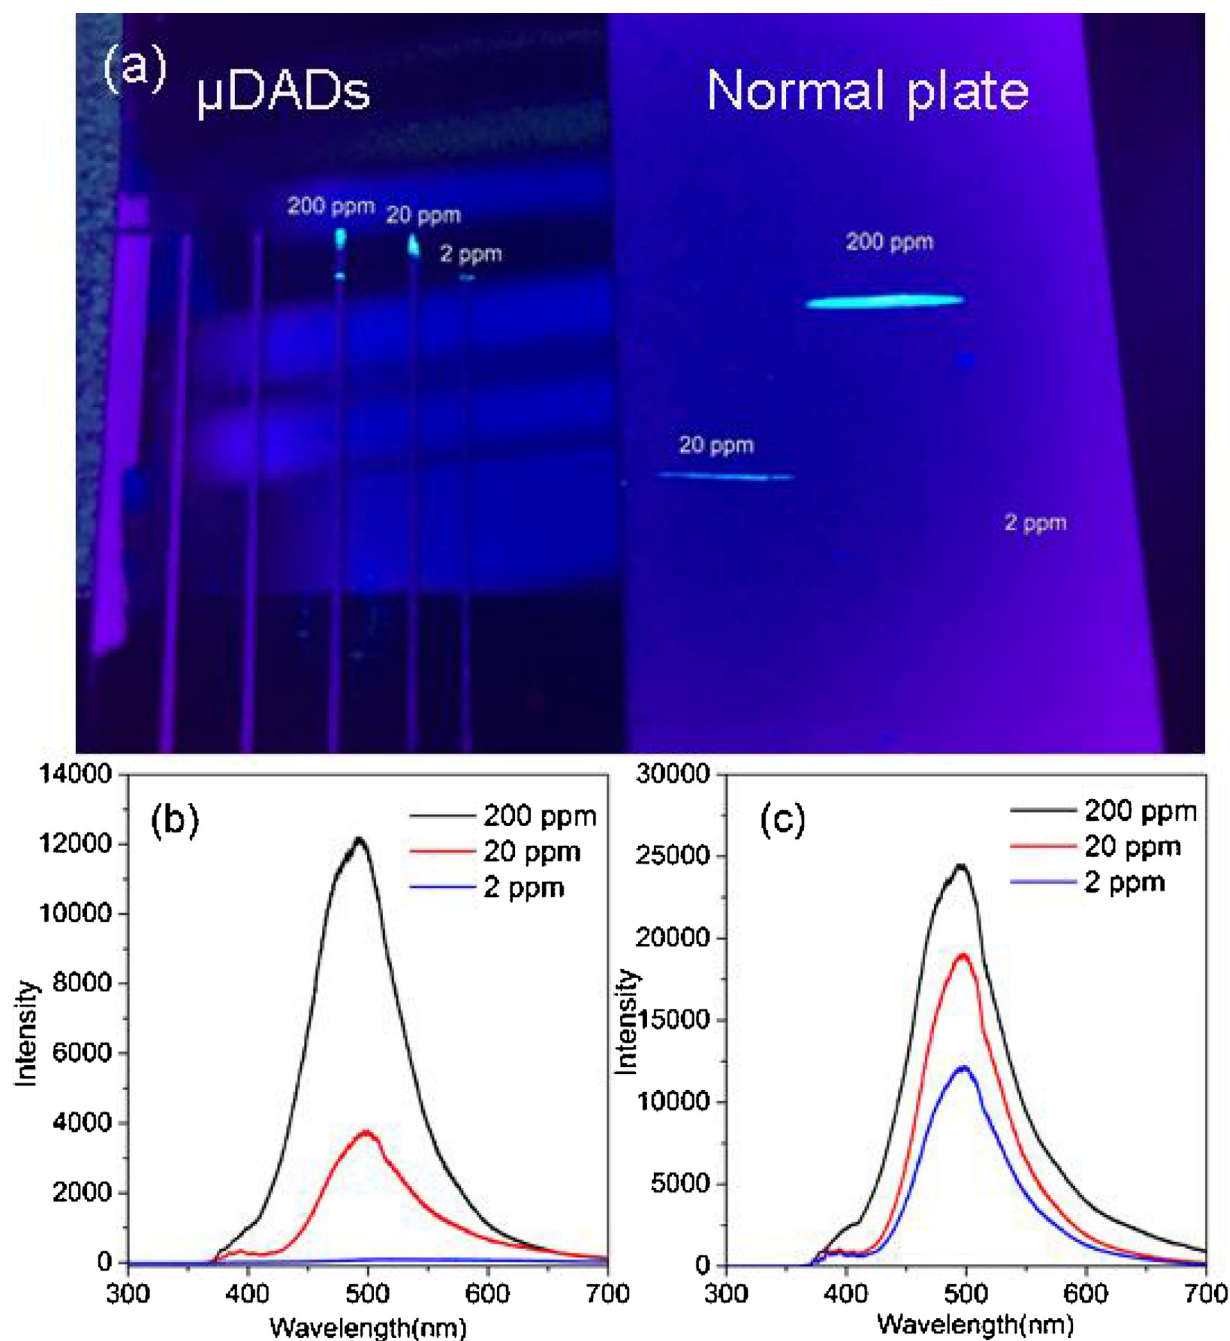 (a)
µDADs
Normal plate
200 ppm
20 ppm
2 ppm
200 ppm
20 ppm
2 ppm
(b)
200 ppm
20 ppm
2 ppm
14000
12000
10000
8000
6000
4000
2000
0
Intensity
300
400
500
600
700
Wavelength(nm)
(c)
200 ppm
20 ppm
2 ppm
30000
25000
20000
15000
10000
5000
0
Intensity
300
400
500
600
700
Wavelength(nm)